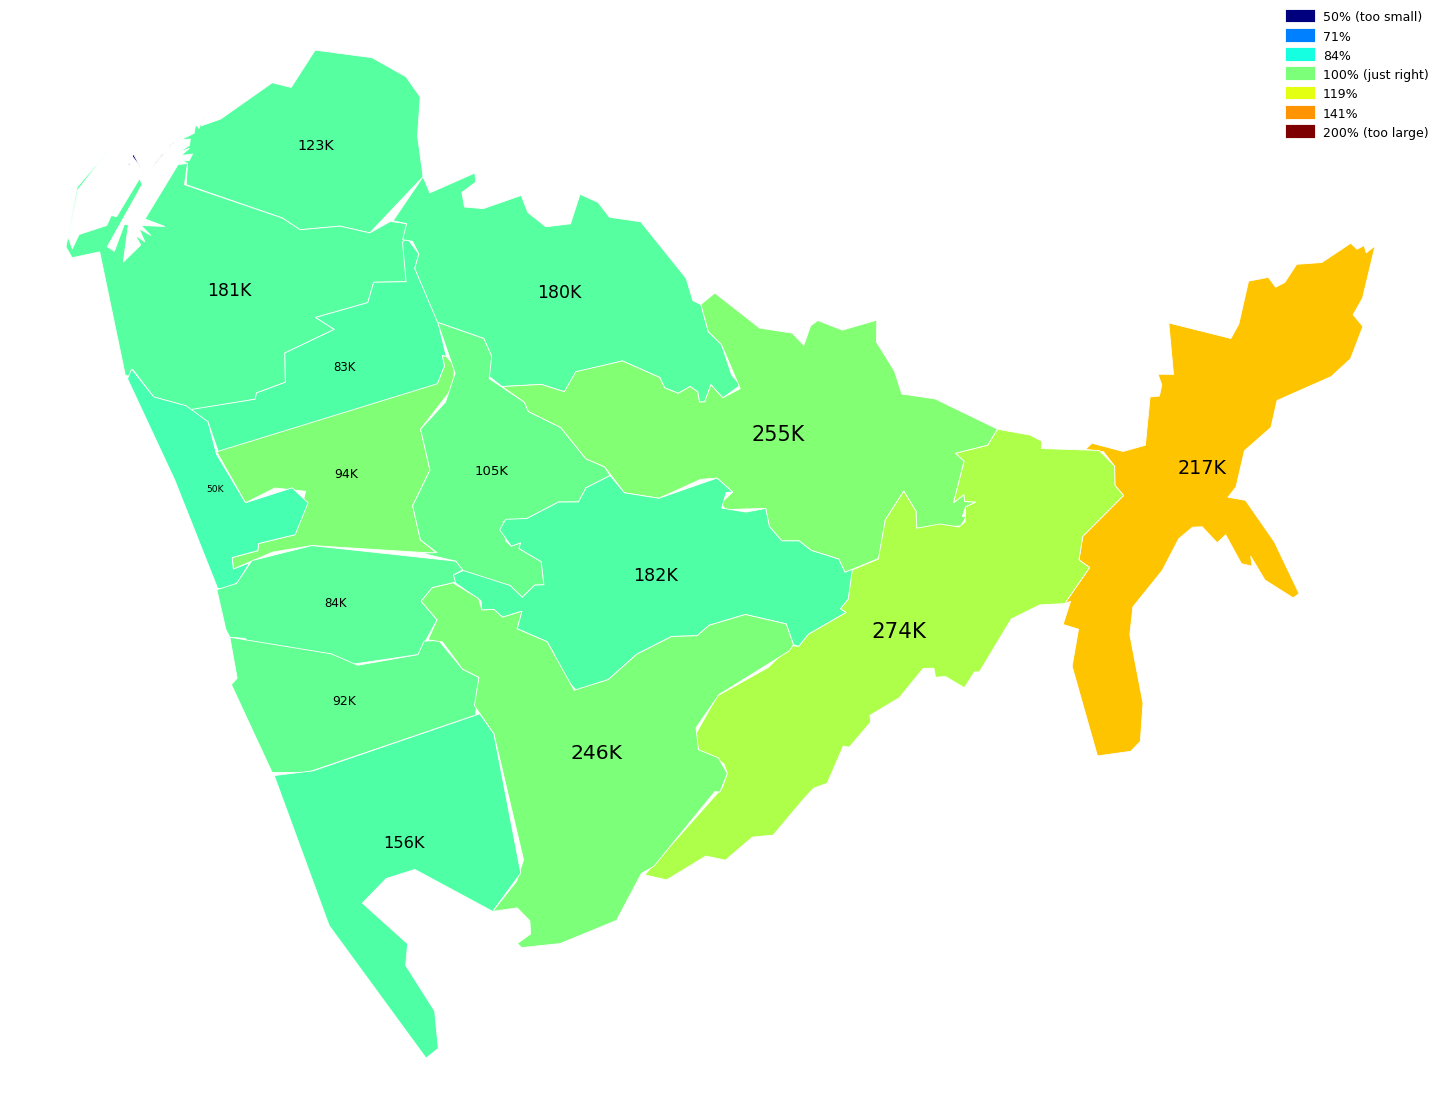 50% (too small)
71%
84%
100% (just right)
119%
141%
200% (too large)
123K
181K
180K
83K
255K
217K
105K
94K
50K
182K
84K
274K
92K
246K
156K